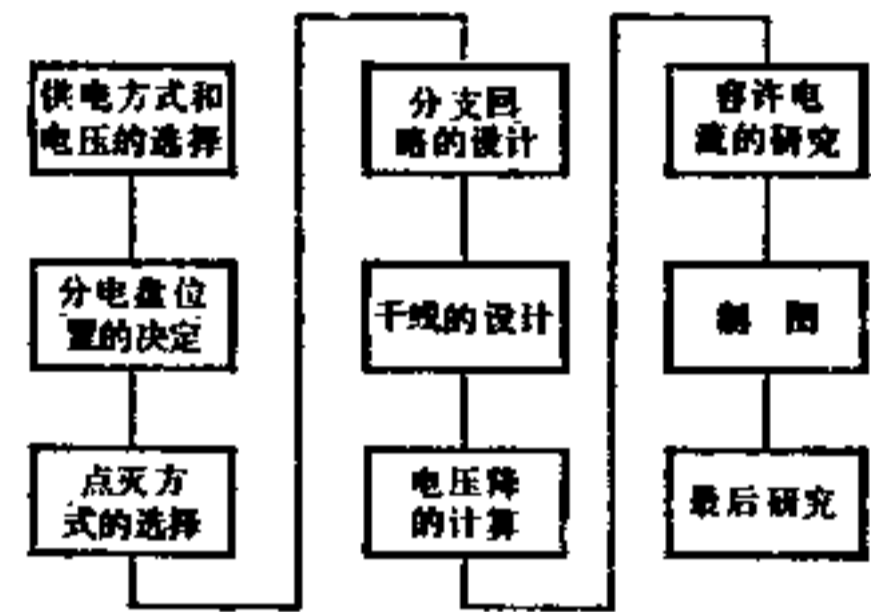 供电方式和
电压的选择
分电盘位
置的决定
点灭方
式的选择
分支回
略的设计
干线的设计
电压降
的计算
容许电
流的研究
制 图
最后研究